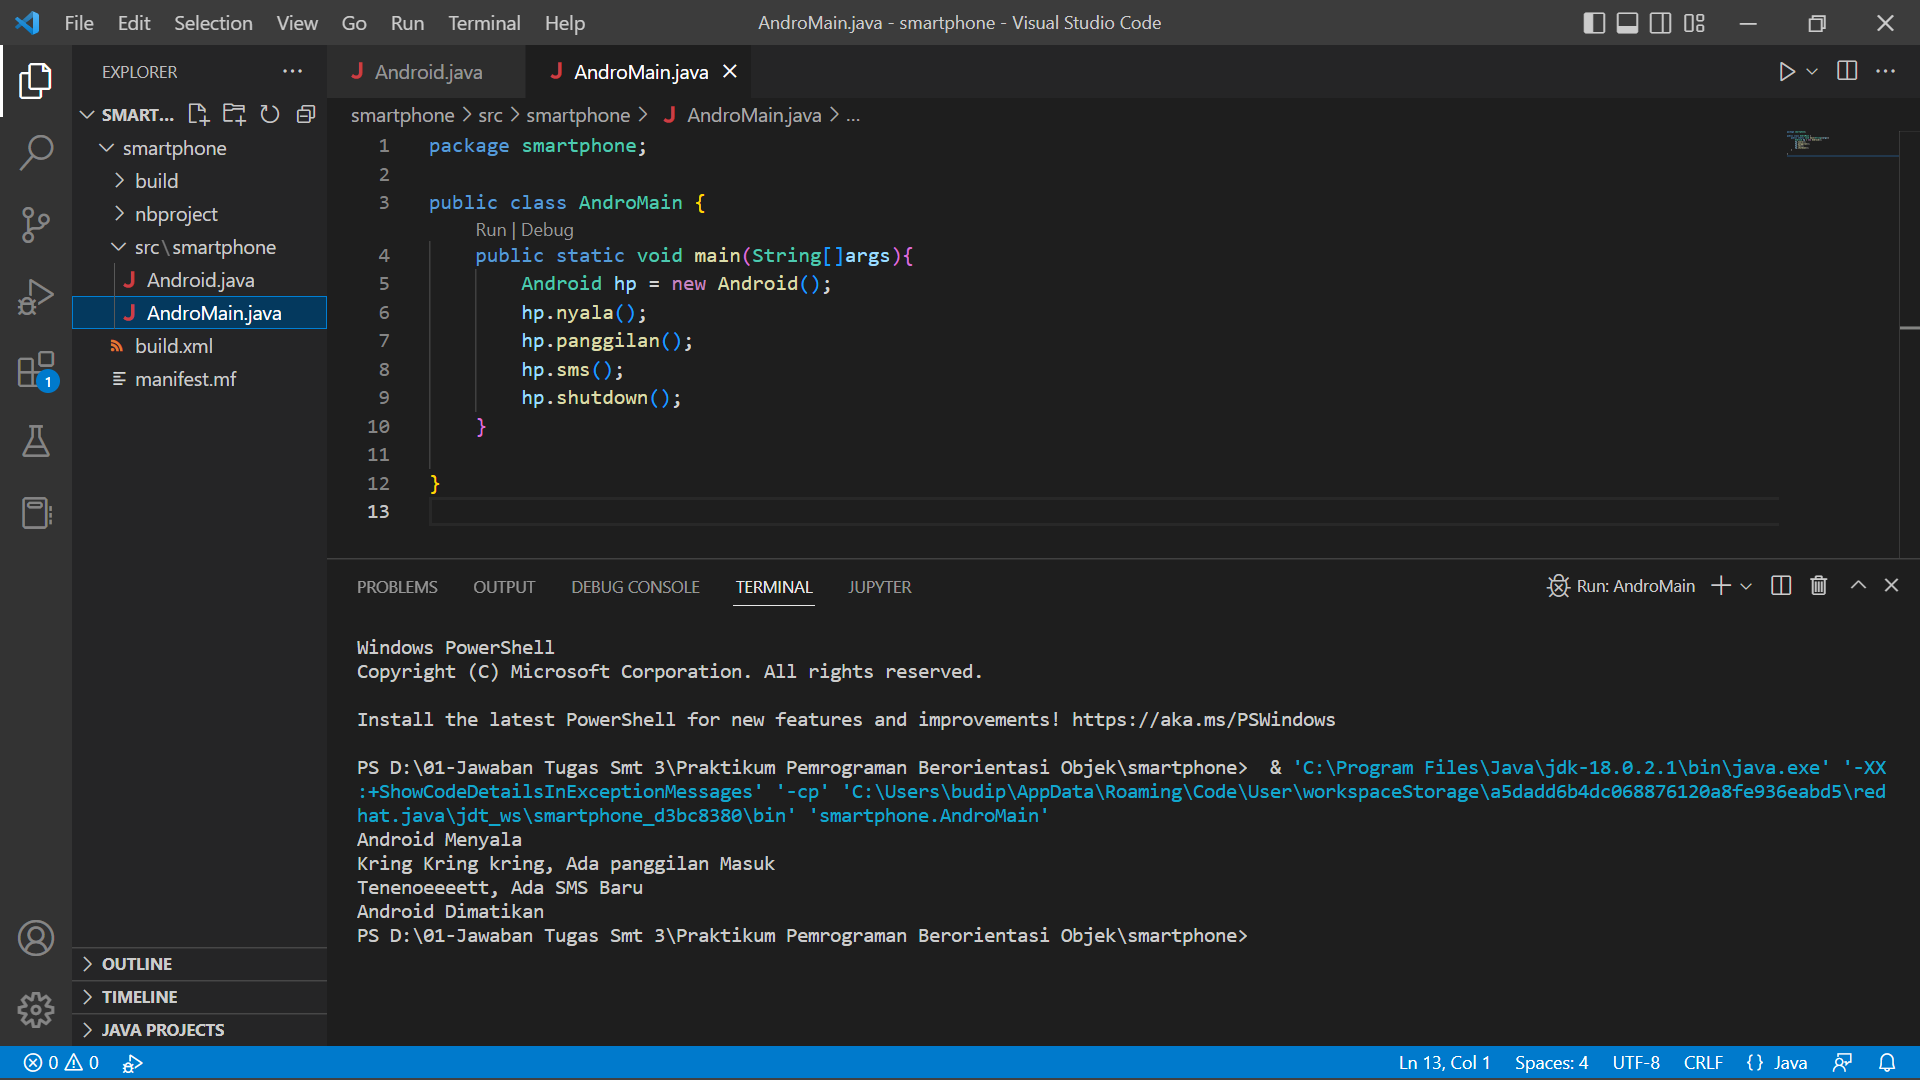 File Edit Selection View Go Run Terminal Help
AndroMain.java - smartphone - Visual Studio Code
EXPLORER
SMART...
smartphone
build
nbproject
src\smartphone
Android.java
AndroMain.java
build.xml
manifest.mf
OUTLINE
TIMELINE
JAVA PROJECTS
1
Android.java
AndroMain.java
smartphone > src > smartphone > AndroMain.java > ...
1 package smartphone;
2
3 public class AndroMain {
Run | Debug
4 public static void main(String[]args){
5 Android hp = new Android();
6 hp.nyala();
7 hp.panggilan();
8 hp.sms();
9 hp.shutdown();
10 }
11
12 }
13
PROBLEMS OUTPUT DEBUG CONSOLE TERMINAL JUPYTER
Run: AndroMain
Windows PowerShell
Copyright (C) Microsoft Corporation. All rights reserved.
Install the latest PowerShell for new features and improvements! https://aka.ms/PSWindows
PS D:\01-Jawaban Tugas Smt 3\Praktikum Pemrograman Berorientasi Objek\smartphone>  & 'C:\Program Files\Java\jdk-18.0.2.1\bin\java.exe' '-XX
:+ShowCodeDetailsInExceptionMessages' '-cp' 'C:\Users\budip\AppData\Roaming\Code\User\workspaceStorage\a5dadd6b4dc068876120a8fe936eabd5\red
hat.java\jdt_ws\smartphone_d3bc8380\bin' 'smartphone.AndroMain'
Android Menyala
Kring Kring kring, Ada panggilan Masuk
Tenenoeeeett, Ada SMS Baru
Android Dimatikan
PS D:\01-Jawaban Tugas Smt 3\Praktikum Pemrograman Berorientasi Objek\smartphone>
0 0
Ln 13, Col 1 Spaces: 4 UTF-8 CRLF {} Java